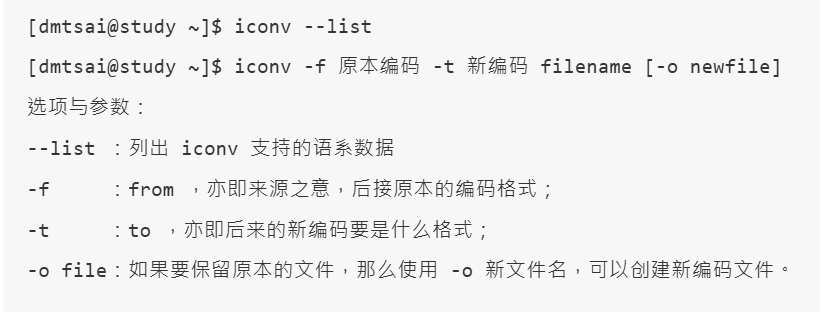 [dmtsai@study ~]$ iconv --list
[dmtsai@study ~]$ iconv -f 原本编码 -t 新编码 filename [-o newfile]
选项与参数：
--list ：列出 iconv 支持的语系数据
-f     ：from ，亦即来源之意，后接原本的编码格式；
-t     ：to ，亦即后来的新编码要是什么格式；
-o file：如果要保留原本的文件，那么使用 -o 新文件名，可以创建新编码文件。